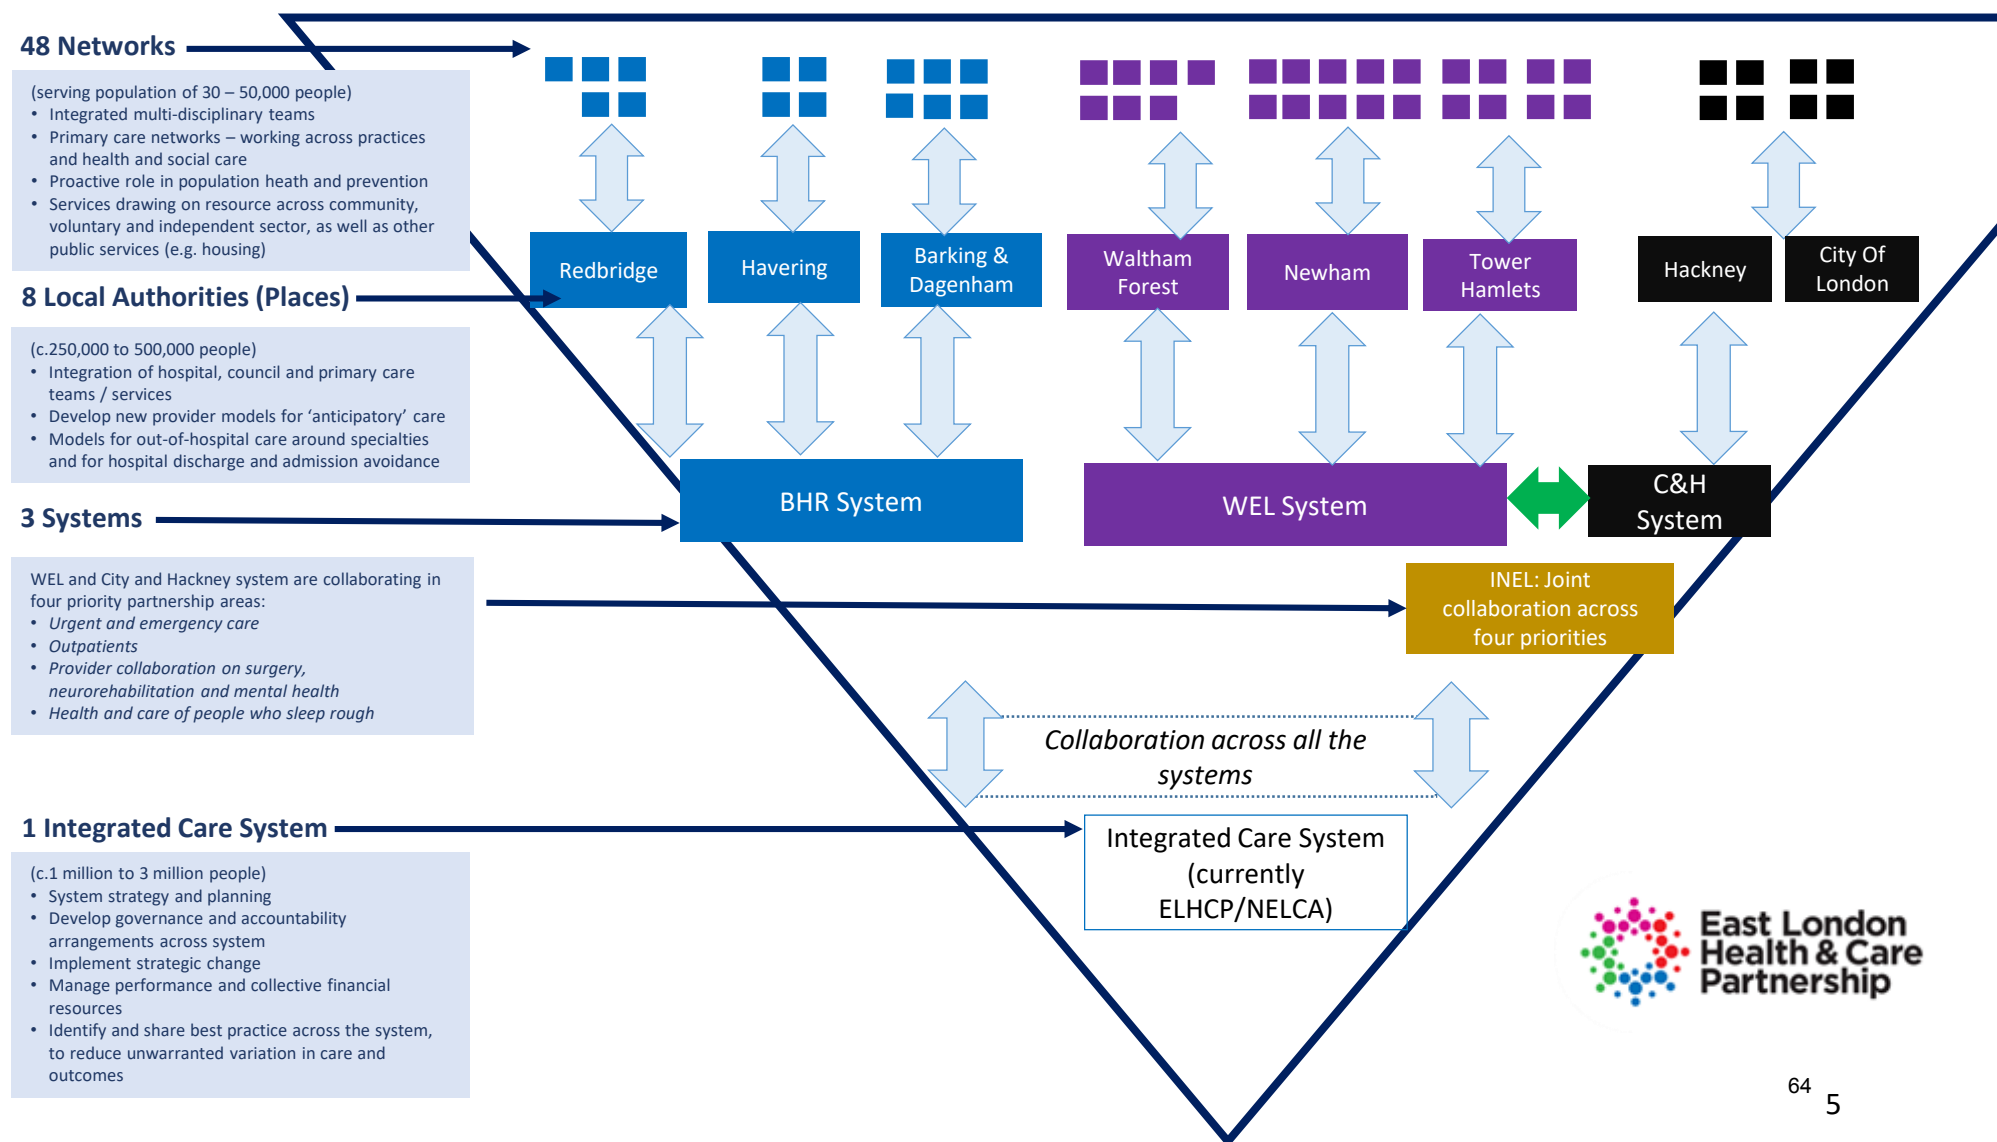 48 Networks
(serving population of 30 – 50,000 people)
• Integrated multi-disciplinary teams
• Primary care networks – working across practices
and health and social care
• Proactive role in population heath and prevention
• Services drawing on resource across community,
voluntary and independent sector, as well as other
public services (e.g. housing)
8 Local Authorities (Places)
(c.250,000 to 500,000 people)
• Integration of hospital, council and primary care
teams / services
• Develop new provider models for ‘anticipatory’ care
• Models for out-of-hospital care around specialties
and for hospital discharge and admission avoidance
3 Systems
WEL and City and Hackney system are collaborating in
four priority partnership areas:
• Urgent and emergency care
• Outpatients
• Provider collaboration on surgery,
neurorehabilitation and mental health
• Health and care of people who sleep rough
1 Integrated Care System
(c.1 million to 3 million people)
• System strategy and planning
• Develop governance and accountability
arrangements across system
• Implement strategic change
• Manage performance and collective financial
resources
• Identify and share best practice across the system,
to reduce unwarranted variation in care and
outcomes
Redbridge
Havering
Barking &
Dagenham
Waltham
Forest
Newham
Tower
Hamlets
Hackney
City Of
London
BHR System
WEL System
C&H
System
INEL: Joint
collaboration across
four priorities
Collaboration across all the
systems
Integrated Care System
(currently
ELHCP/NELCA)
East London
Health & Care
Partnership
64
5